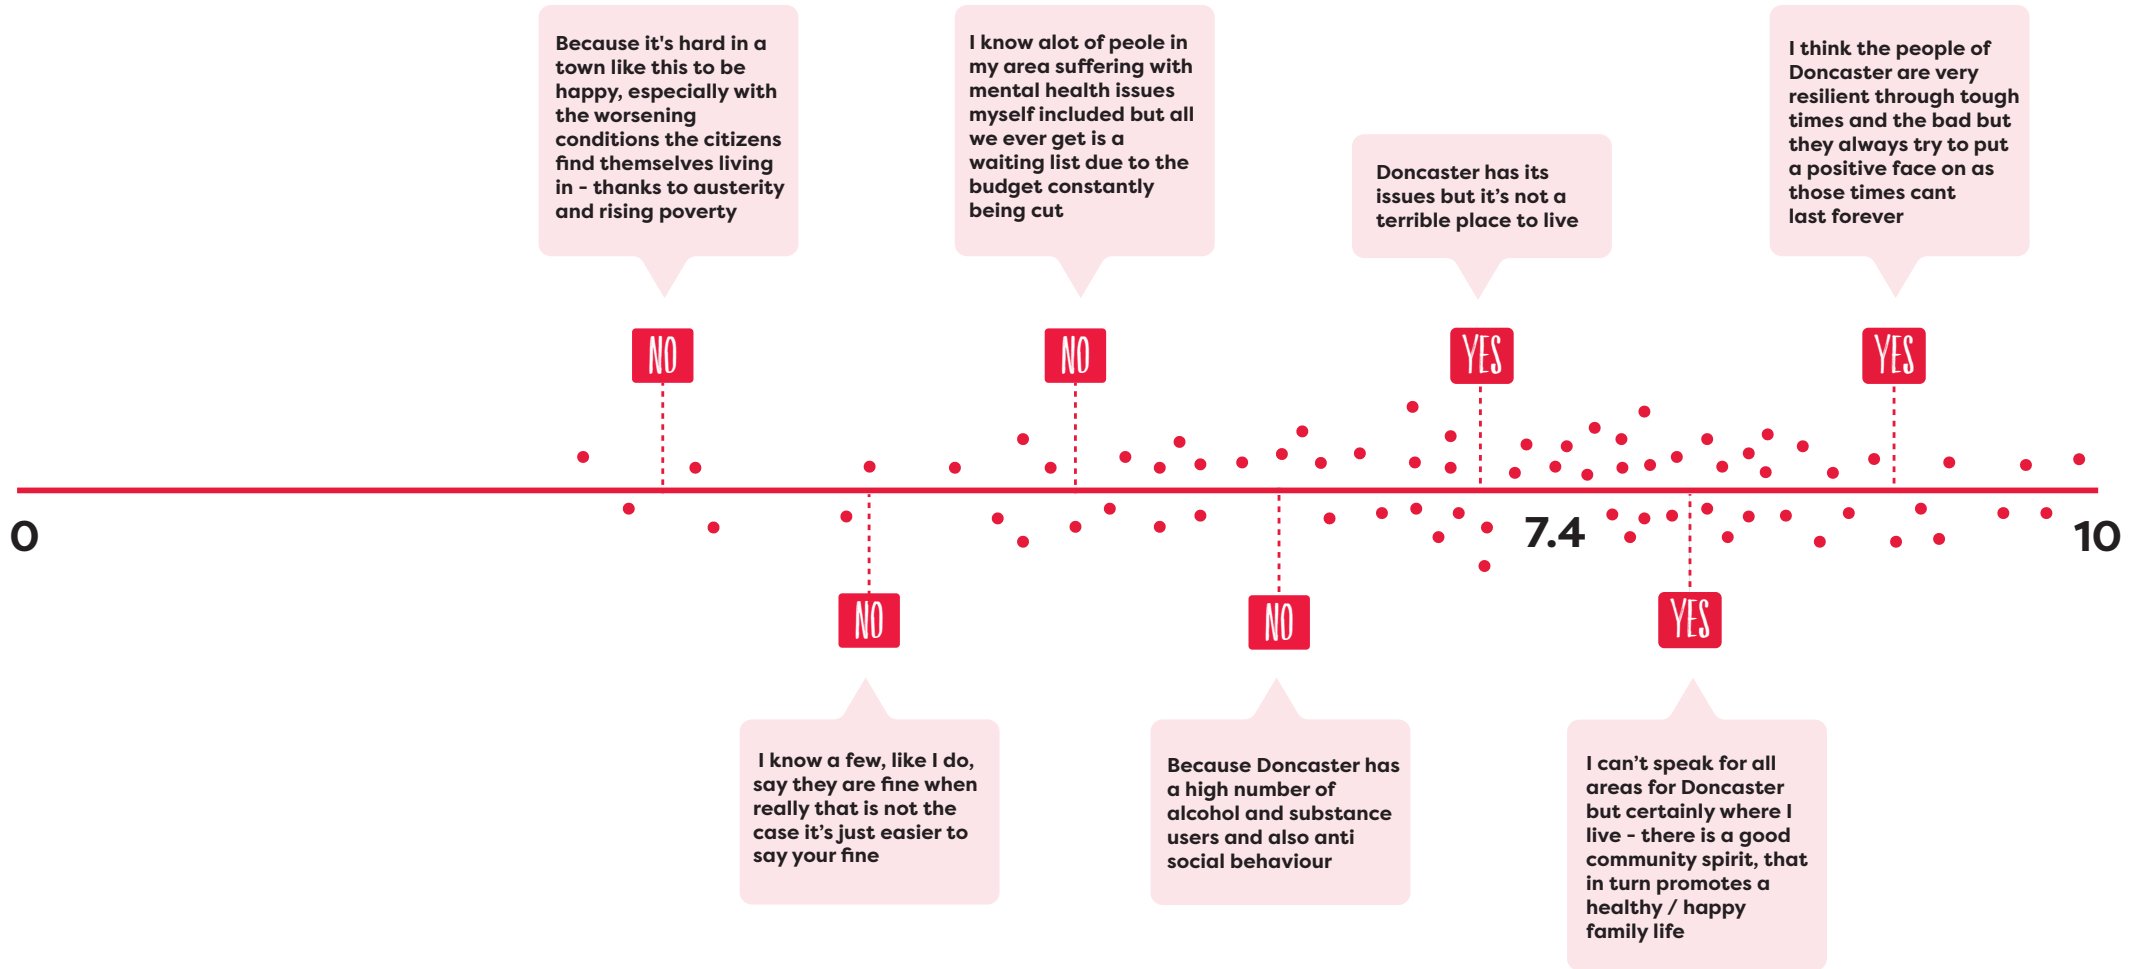 Because it's hard in a
town like this to be
happy, especially with
the worsening
conditions the citizens
find themselves living
in - thanks to austerity
and rising poverty
I know alot of peole in
my area suffering with
mental health issues
myself included but all
we ever get is a
waiting list due to the
budget constantly
being cut
Doncaster has its
issues but it’s not a
terrible place to live
I think the people of
Doncaster are very
resilient through tough
times and the bad but
they always try to put
a positive face on as
those times cant
last forever
NO
NO
YES
YES
0
7.4
10
NO
NO
YES
I know a few, like I do,
say they are fine when
really that is not the
case it’s just easier to
say your fine
Because Doncaster has
a high number of
alcohol and substance
users and also anti
social behaviour
I can’t speak for all
areas for Doncaster
but certainly where I
live - there is a good
community spirit, that
in turn promotes a
healthy / happy
family life